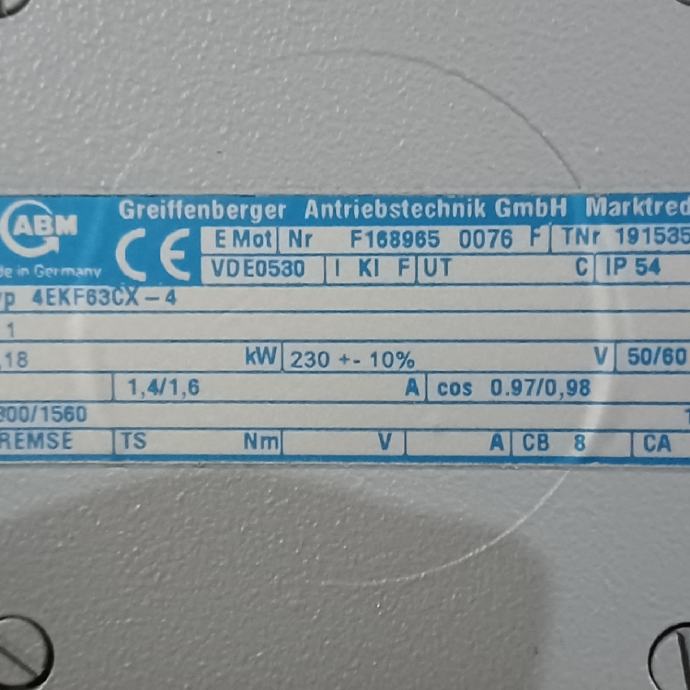 ABM Greiffenberger Antriebstechnik GmbH Marktred
E Mot Nr F168965 0076 F TNr 191535
de in Germany CE VDE0530 I KI F UT C IP 54
yp 4EKF63CX-4
1
,18 kW 230 +- 10% V 50/60
1,4/1,6 A cos 0.97/0,98
300/1560 1
REMSE TS Nm V A CB 8 CA